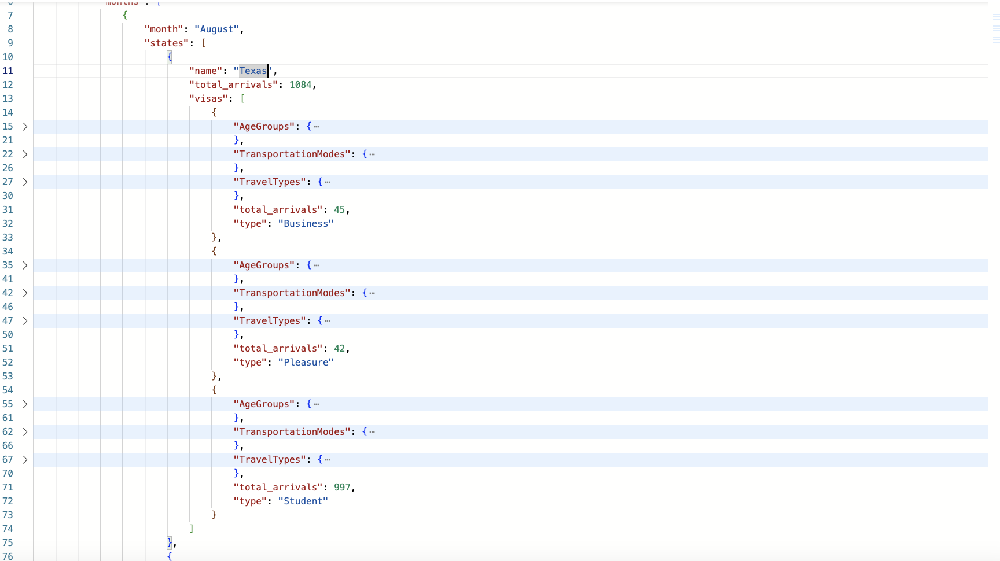 6 "months": [
7 {
8 "month": "August",
9 "states": [
10 {
11 "name": "Texas",
12 "total_arrivals": 1084,
13 "visas": [
14 {
15 "AgeGroups": {⋯
21 },
22 "TransportationModes": {⋯
26 },
27 "TravelTypes": {⋯
30 },
31 "total_arrivals": 45,
32 "type": "Business"
33 },
34 {
35 "AgeGroups": {⋯
41 },
42 "TransportationModes": {⋯
46 },
47 "TravelTypes": {⋯
50 },
51 "total_arrivals": 42,
52 "type": "Pleasure"
53 },
54 {
55 "AgeGroups": {⋯
61 },
62 "TransportationModes": {⋯
66 },
67 "TravelTypes": {⋯
70 },
71 "total_arrivals": 997,
72 "type": "Student"
73 }
74 ]
75 },
76 {